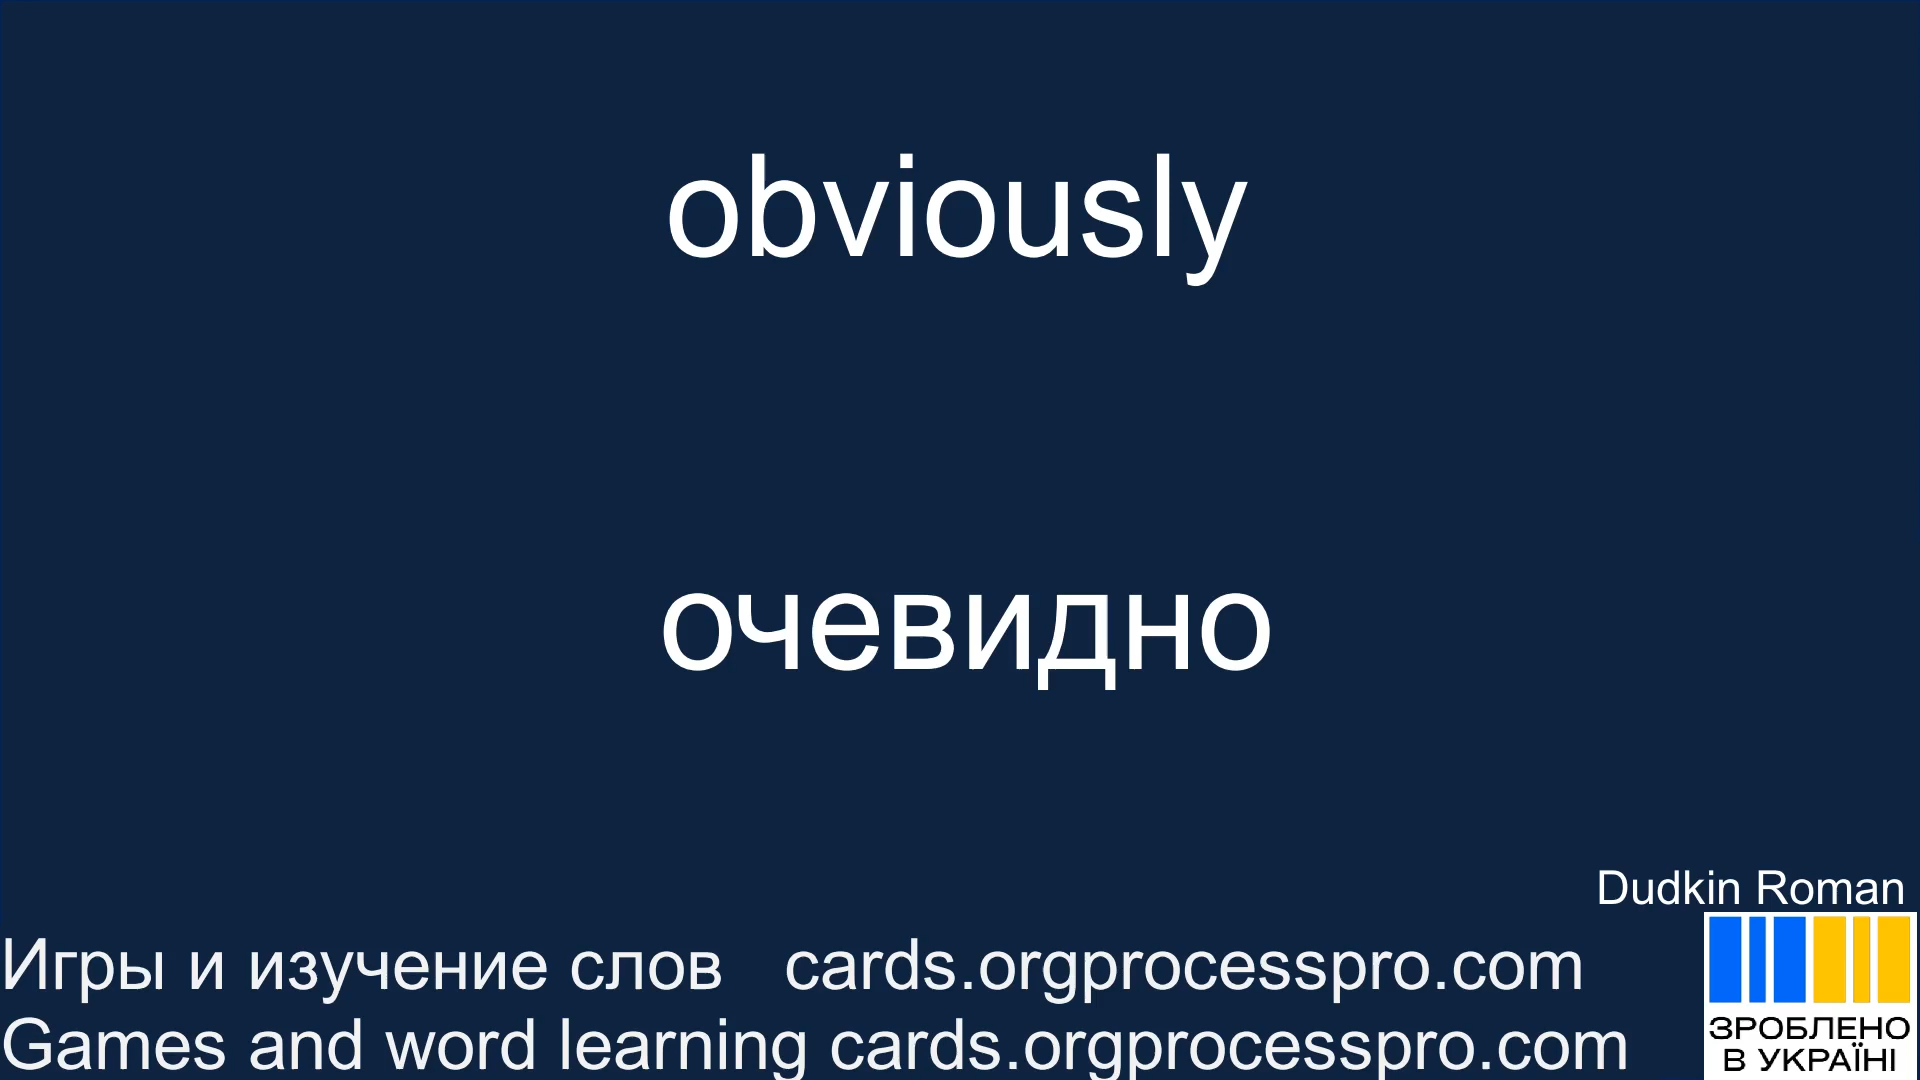 obviously
очевидно
Dudkin Roman
Игры и изучение слов cards.orgprocesspro.com
Games and word learning cards.orgprocesspro.com
ЗРОБЛЕНО
В УКРАЇНІ